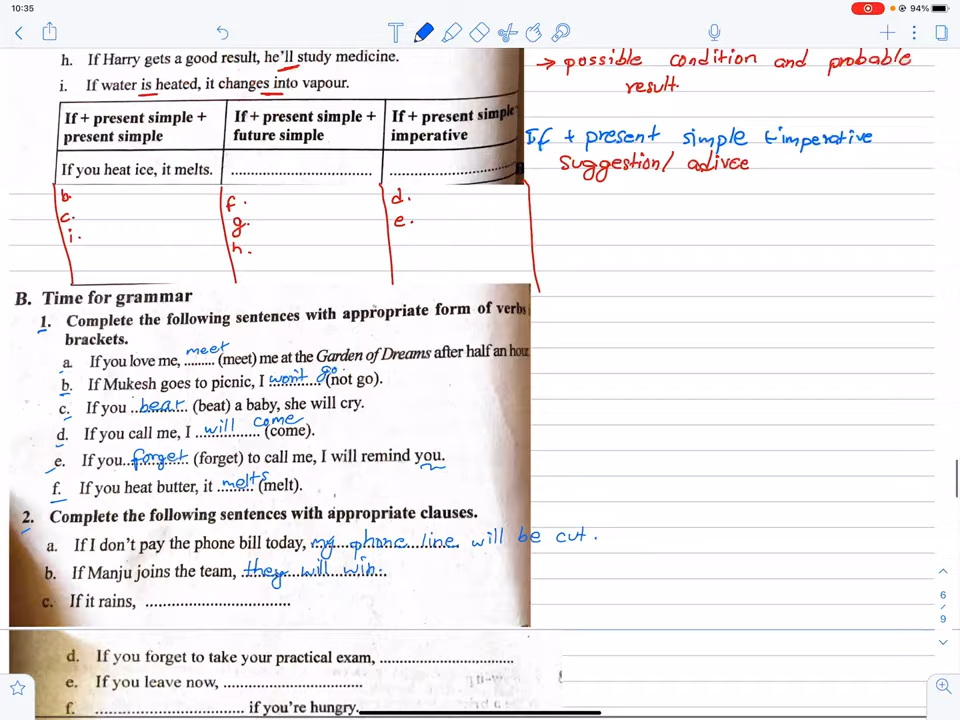 10:35
94%
h. If Harry gets a good result, he'll study medicine.
i. If water is heated, it changes into vapour.
→ possible condition and probable
result.
If + present simple +
present simple
If + present simple +
future simple
If + present simple
imperative
If you heat ice, it melts.
..................................
..............................
If + present simple + imperative
Suggestion/ adivce
b.
c.
i.
f.
g.
h.
d.
e.
B. Time for grammar
1. Complete the following sentences with appropriate form of verbs
brackets.
a. If you love me, meet (meet) me at the Garden of Dreams after half an hour
b. If Mukesh goes to picnic, I won't go (not go).
c. If you bear (beat) a baby, she will cry.
d. If you call me, I will come (come).
e. If you forget (forget) to call me, I will remind you.
f. If you heat butter, it melts (melt).
2. Complete the following sentences with appropriate clauses.
a. If I don't pay the phone bill today, my phone line will be cut.
b. If Manju joins the team, they will win.
c. If it rains, ..................................
d. If you forget to take your practical exam, ..................................
e. If you leave now, ..................................
f. .................................. if you're hungry.
6
/
9